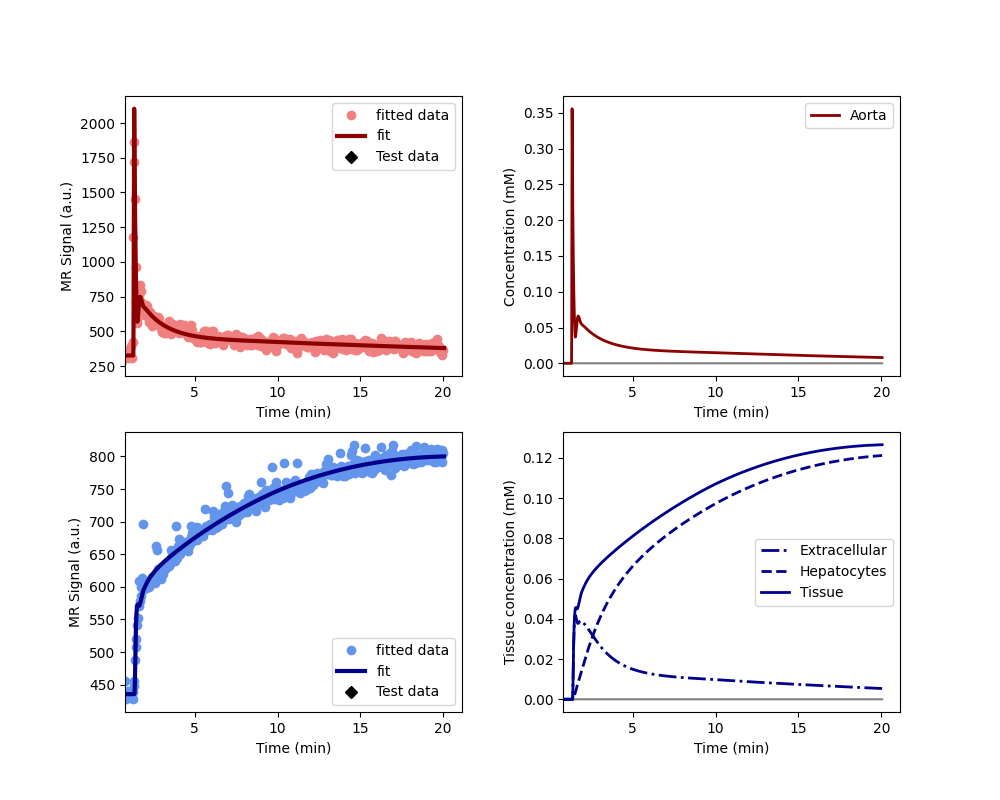 MR Signal (a.u.)
2000
1750
1500
1250
1000
750
500
250
fitted data
fit
Test data
5
10
15
20
Time (min)
Concentration (mM)
0.35
0.30
0.25
0.20
0.15
0.10
0.05
0.00
Aorta
5
10
15
20
Time (min)
MR Signal (a.u.)
800
750
700
650
600
550
500
450
fitted data
fit
Test data
5
10
15
20
Time (min)
Tissue concentration (mM)
0.12
0.10
0.08
0.06
0.04
0.02
0.00
Extracellular
Hepatocytes
Tissue
5
10
15
20
Time (min)